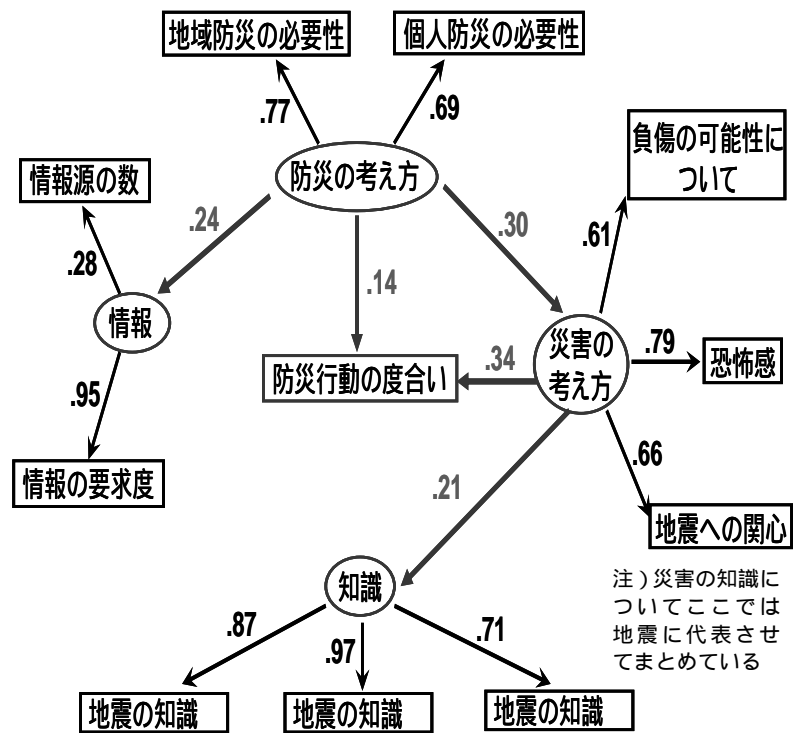 地域防災の必要性
個人防災の必要性
.77
.69
負傷の可能性に
ついて
防災の考え方
情報源の数
.24
.30
.61
.28
.14
情報
災害の
考え方
.79
恐怖感
.34
防災行動の度合い
.95
.66
情報の要求度
.21
地震への関心
知識
注）災害の知識に
ついてここでは
地震に代表させ
てまとめている
.87
.97
.71
地震の知識
地震の知識
地震の知識